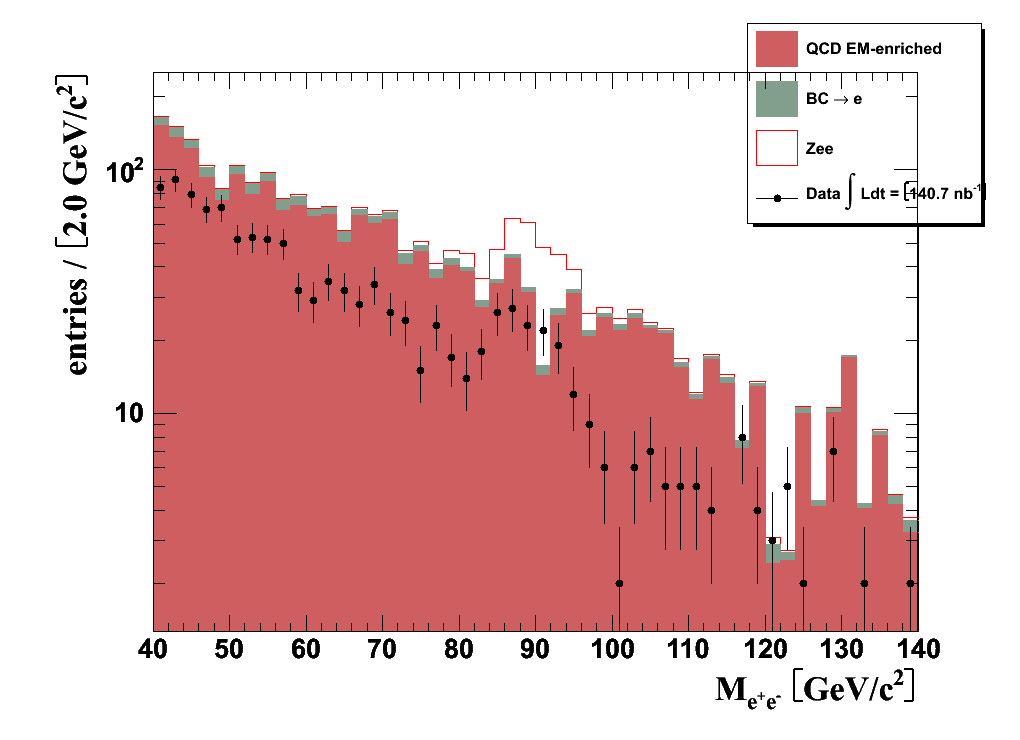 QCD EM-enriched
BC → e
Zee
Data ∫ Ldt = [140.7 nb⁻¹]
entries / [2.0 GeV/c²]
10²
10
40 50 60 70 80 90 100 110 120 130 140
M e⁺e⁻ [GeV/c²]